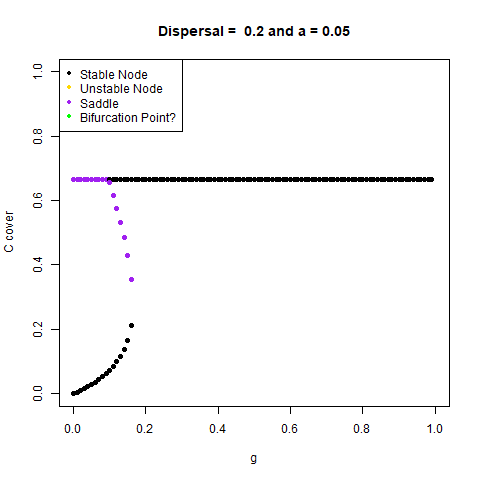 Dispersal =  0.2 and a = 0.05
Stable Node
Unstable Node
Saddle
Bifurcation Point?
C cover
1.0
0.8
0.6
0.4
0.2
0.0
0.0 0.2 0.4 0.6 0.8 1.0
g